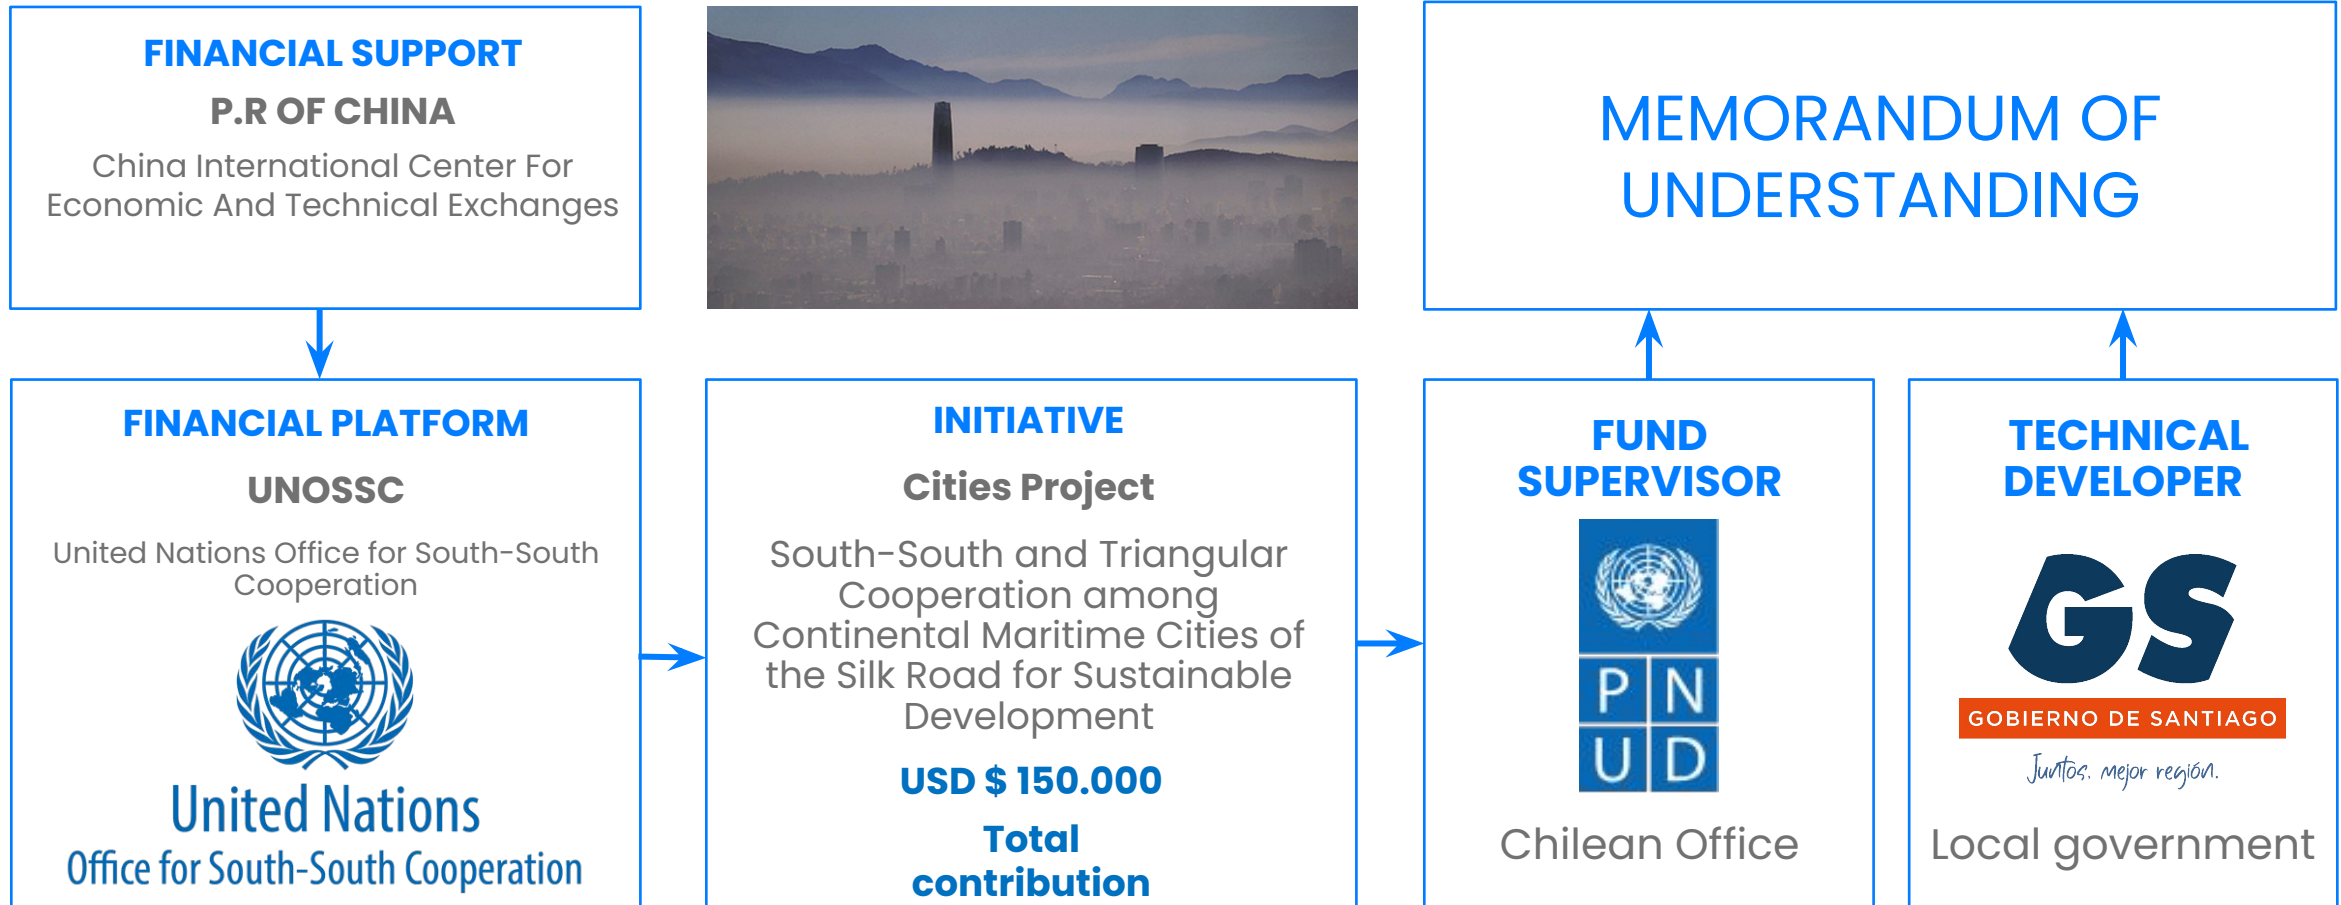 FINANCIAL SUPPORT
P.R OF CHINA
China International Center For
Economic And Technical Exchanges
MEMORANDUM OF
UNDERSTANDING
FINANCIAL PLATFORM
UNOSSC
United Nations Office for South-South
Cooperation
United Nations
Office for South-South Cooperation
INITIATIVE
Cities Project
South-South and Triangular
Cooperation among
Continental Maritime Cities of
the Silk Road for Sustainable
Development
USD $ 150.000
Total
contribution
FUND
SUPERVISOR
P N
U D
Chilean Office
TECHNICAL
DEVELOPER
GS
GOBIERNO DE SANTIAGO
Juntos, mejor región.
Local government